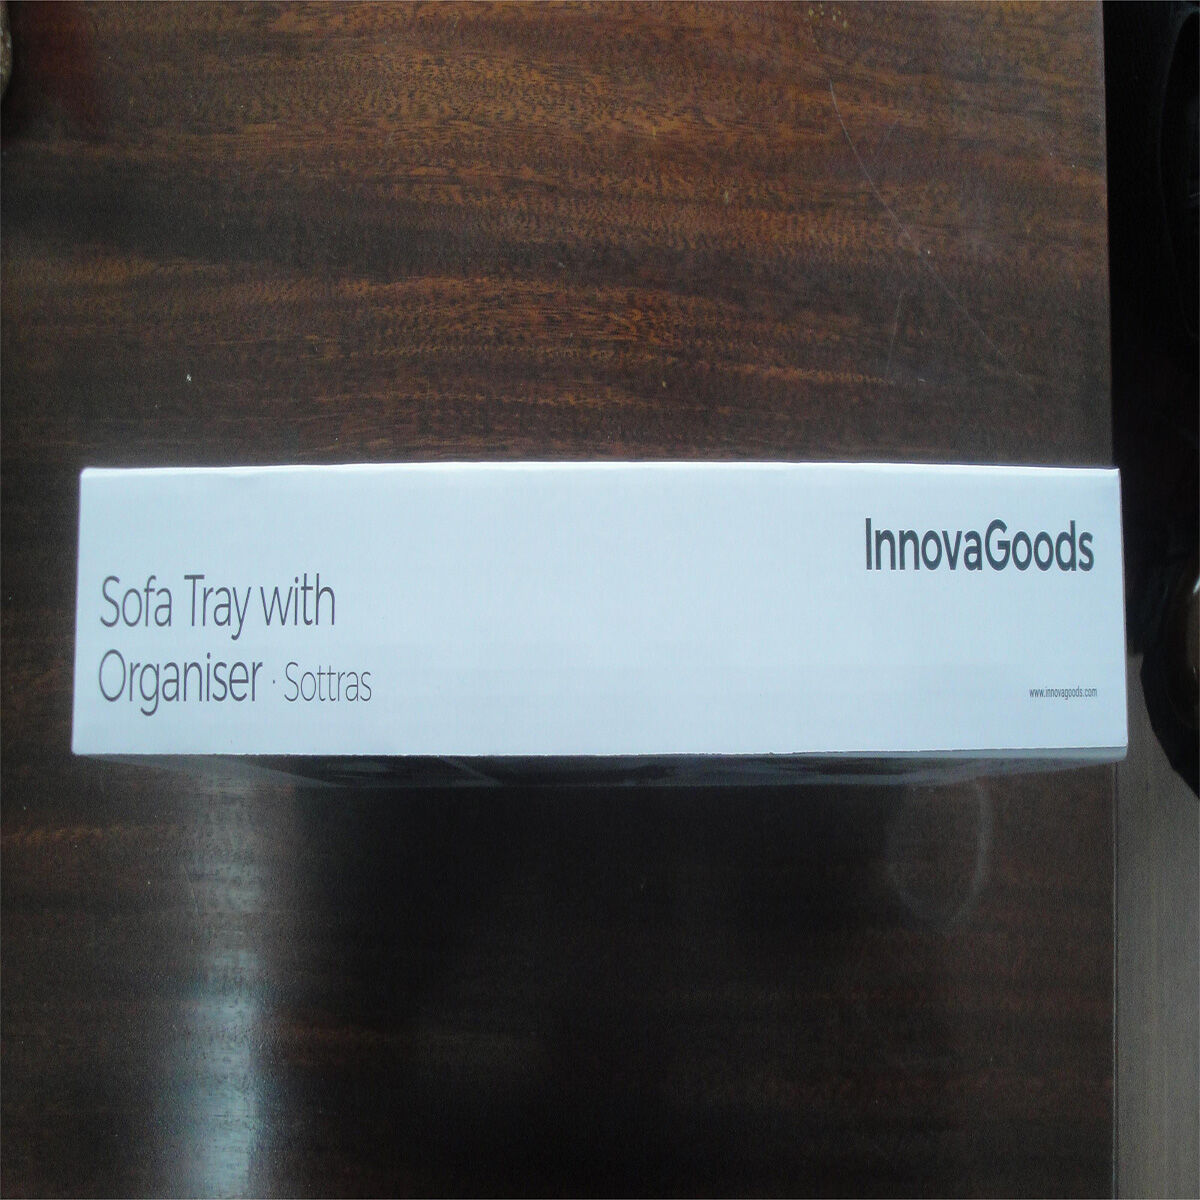 InnovaGoods
Sofa Tray with
Organiser · Sottras
www.innovagoods.com